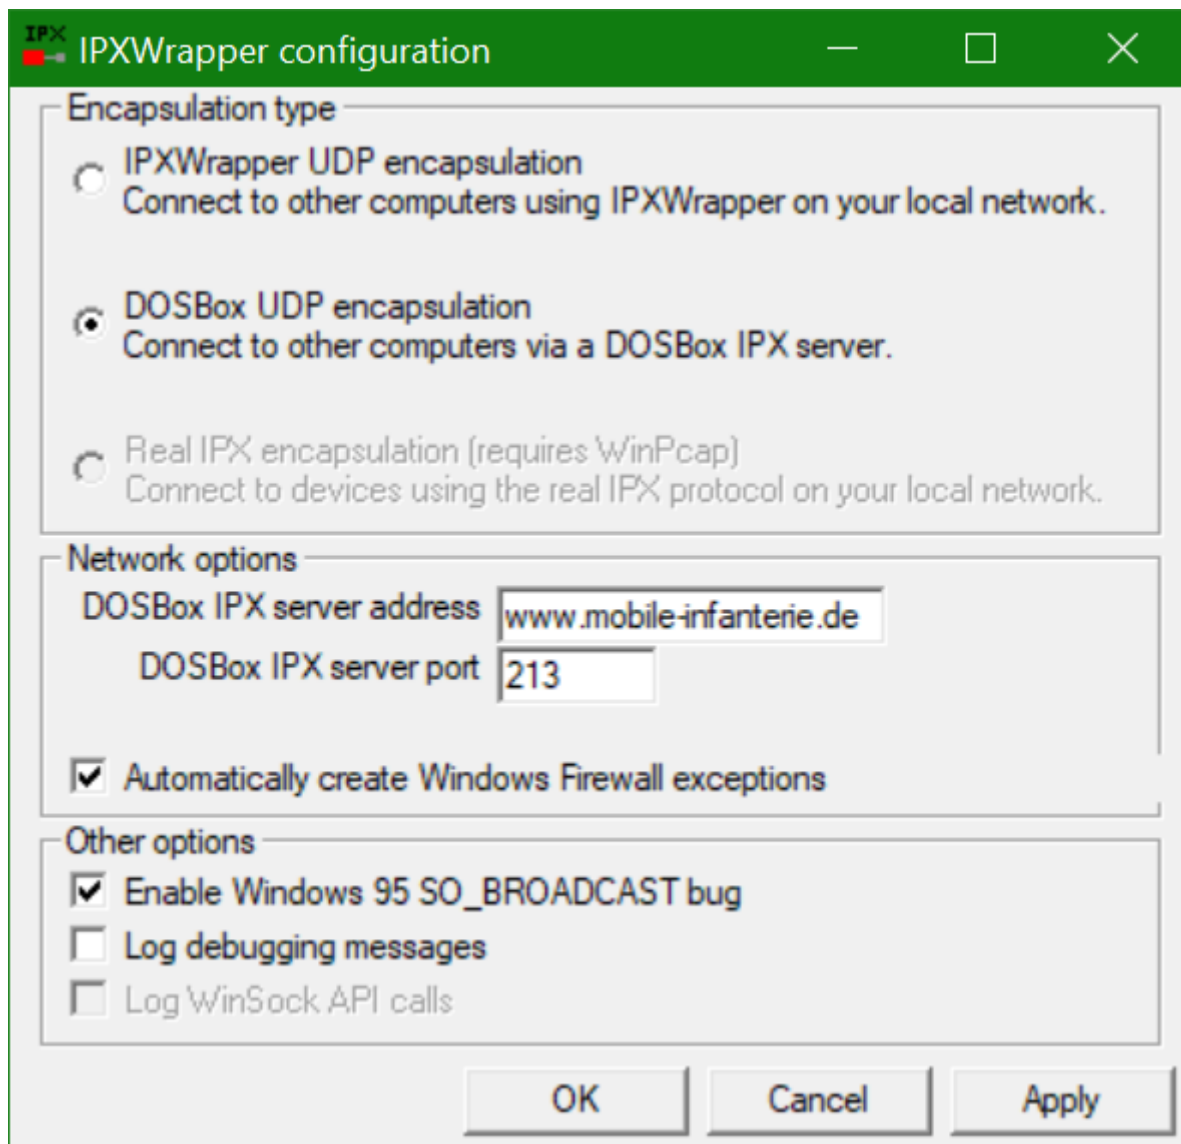 IPX
IPXWrapper configuration
Encapsulation type
IPXWrapper UDP encapsulation
Connect to other computers using IPXWrapper on your local network.
DOSBox UDP encapsulation
Connect to other computers via a DOSBox IPX server.
Real IPX encapsulation (requires WinPcap)
Connect to devices using the real IPX protocol on your local network.
Network options
DOSBox IPX server address www.mobile-infanterie.de
DOSBox IPX server port 213
Automatically create Windows Firewall exceptions
Other options
Enable Windows 95 SO_BROADCAST bug
Log debugging messages
Log WinSock API calls
OK Cancel Apply